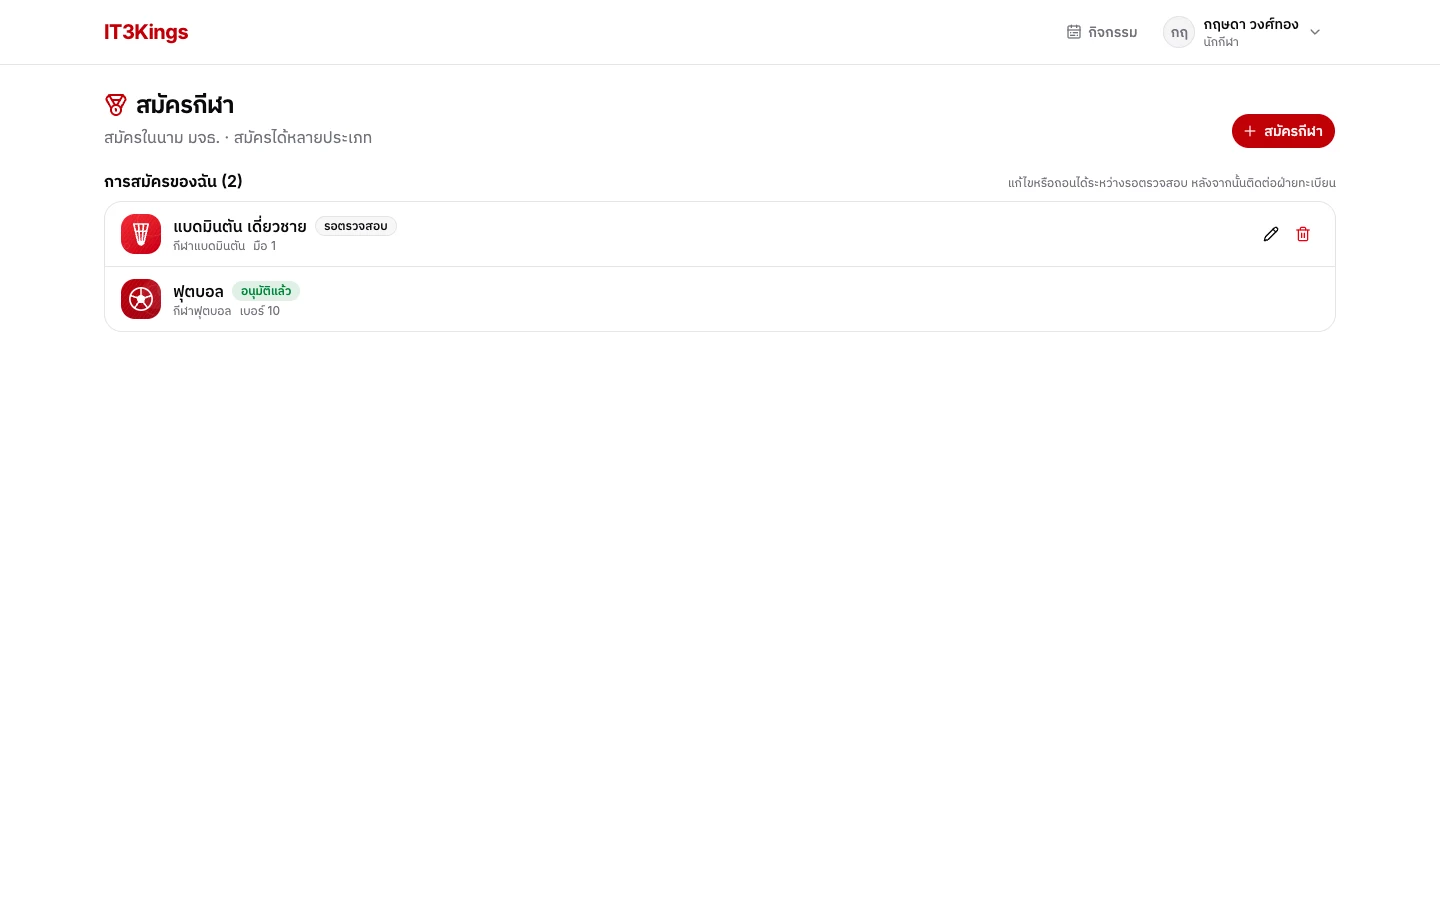 IT3Kings
กิจกรรม
กฤ
กฤษดา วงศ์ทอง
นักกีฬา
สมัครกีฬา
สมัครในนาม มจธ. · สมัครได้หลายประเภท
สมัครกีฬา
การสมัครของฉัน (2)
แก้ไขหรือถอนได้ระหว่างรอตรวจสอบ หลังจากนั้นติดต่อฝ่ายทะเบียน
แบดมินตัน เดี่ยวชาย รอตรวจสอบ
กีฬาแบดมินตัน มือ 1
ฟุตบอล อนุมัติแล้ว
กีฬาฟุตบอล เบอร์ 10